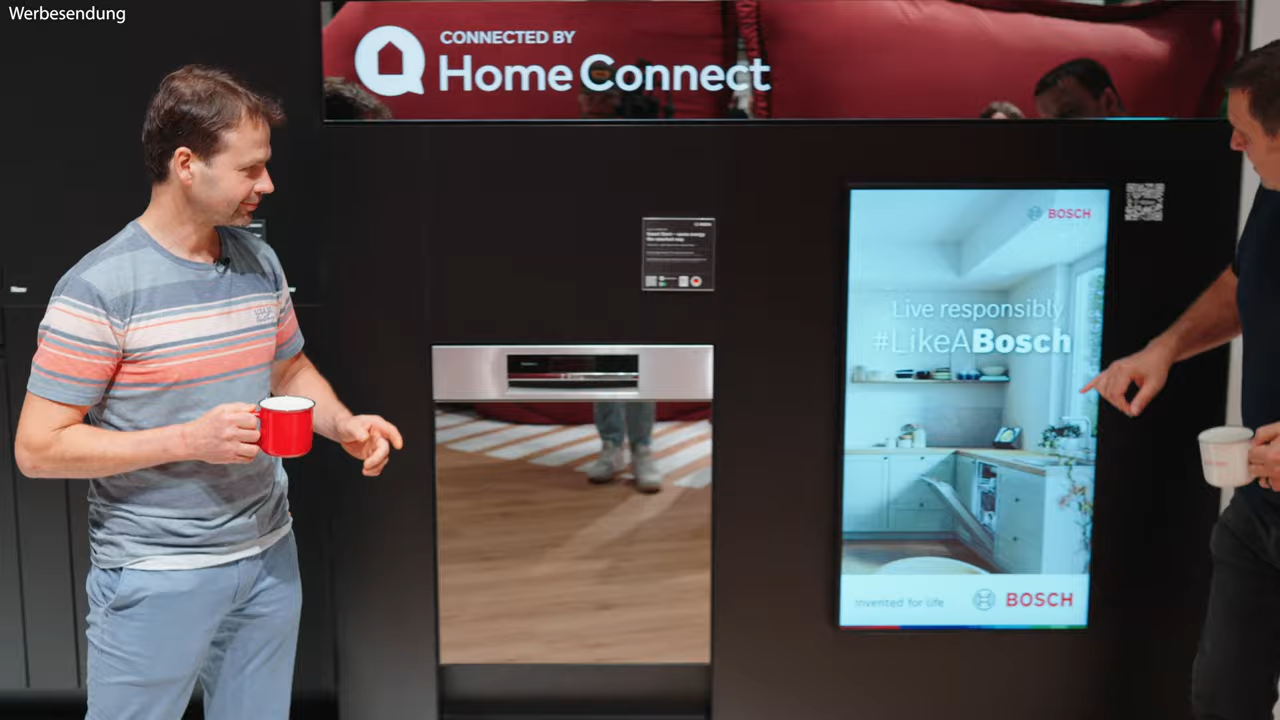 Werbesendung
CONNECTED BY
Home Connect
BOSCH
Live responsibly
#LikeABosch
Invented for life
BOSCH